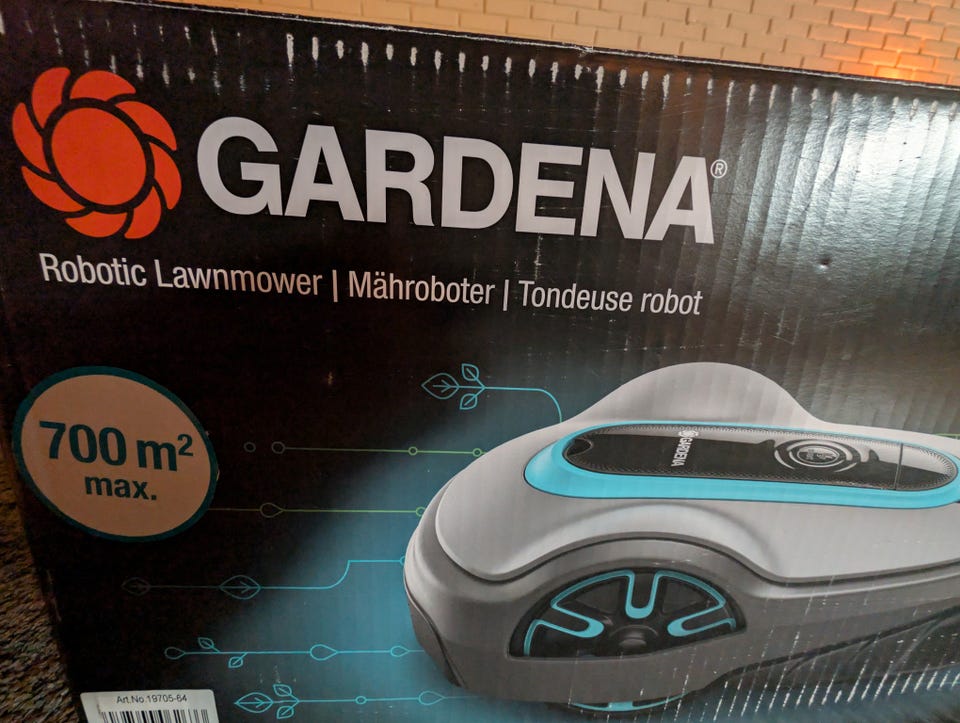 GARDENA®
Robotic Lawnmower | Mähroboter | Tondeuse robot
700 m²
max.
GARDENA
Art.No.19705-64